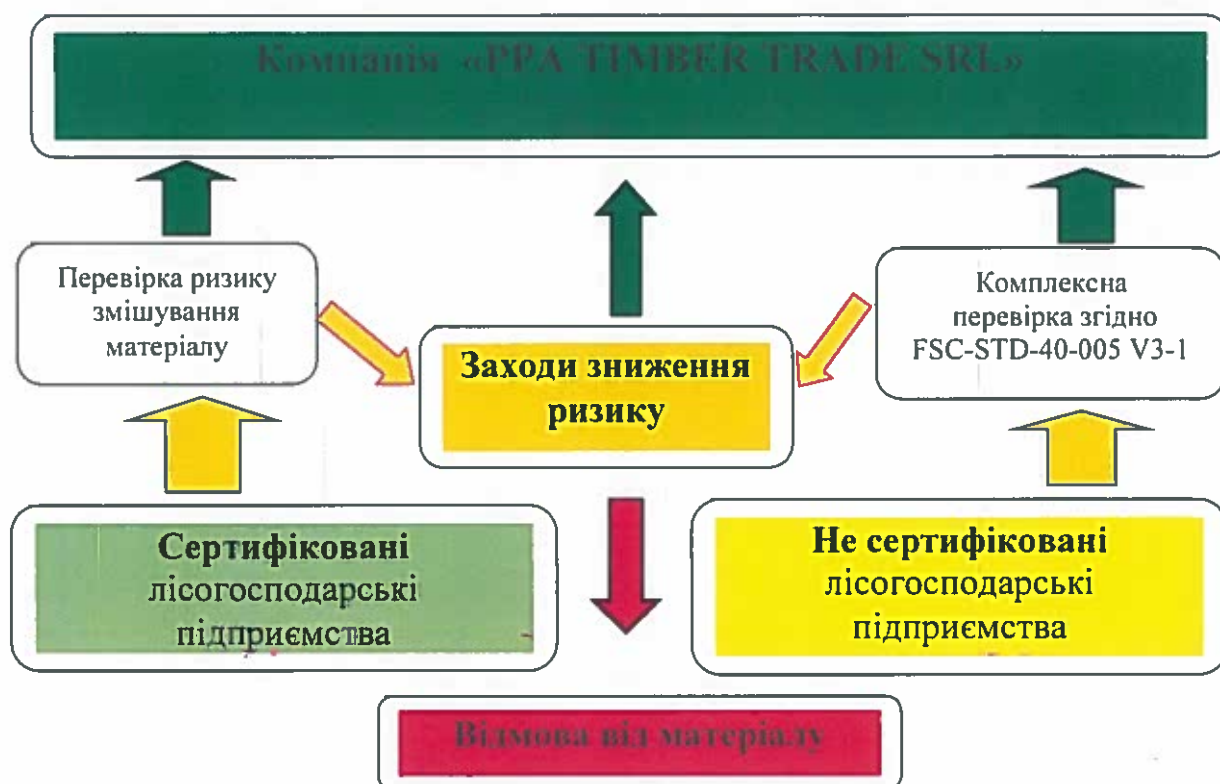 Компанія «PPA TIMBER TRADE SRL»
Перевірка ризику
змішування
матеріалу
Комплексна
перевірка згідно
FSC-STD-40-005 V3-1
Заходи зниження
ризику
Сертифіковані
лісогосподарські
підприємства
Не сертифіковані
лісогосподарські
підприємства
Відмова від матеріалу